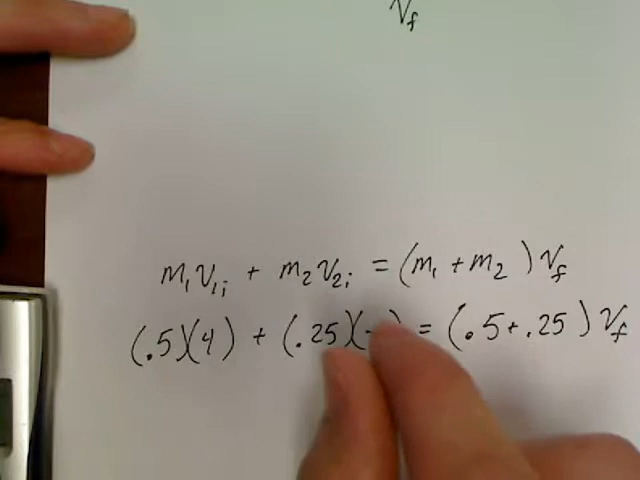 V_f
m₁v₁ᵢ + m₂v₂ᵢ = (m₁ + m₂) v_f
(.5)(4) + (.25)(- ) = (.5 + .25) v_f